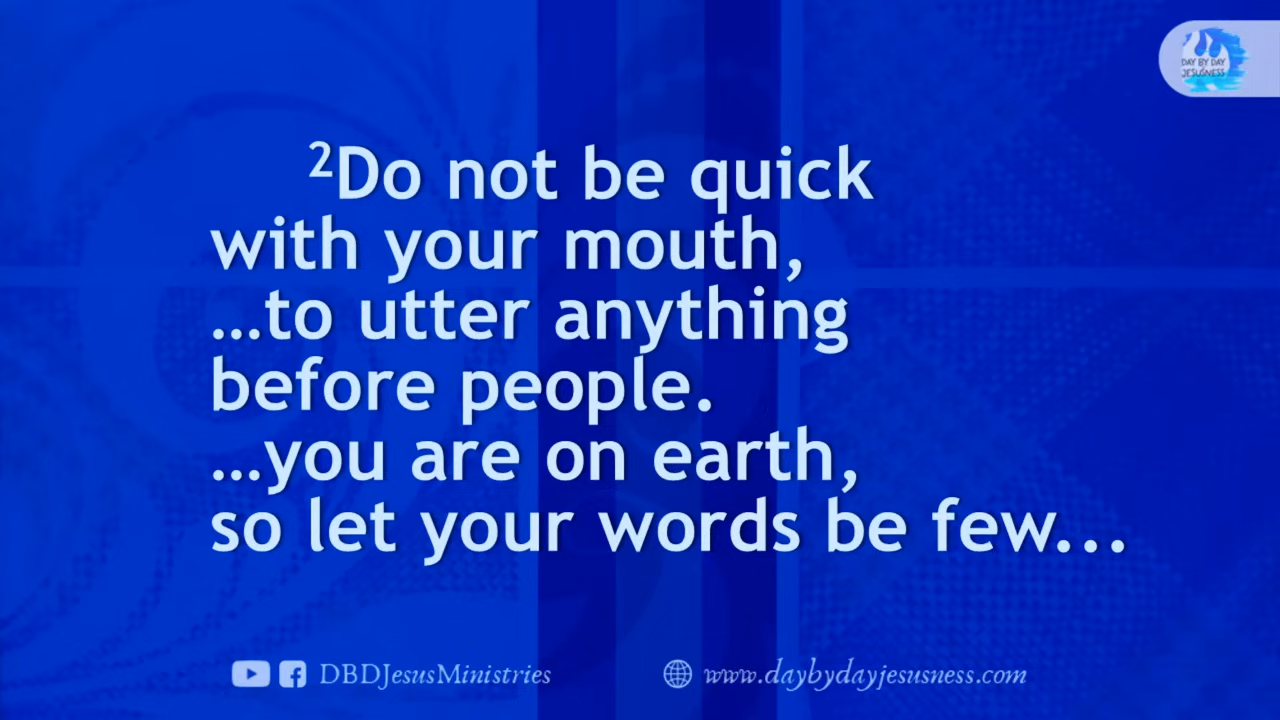 DAY BY DAY
JESUSNESS
²Do not be quick
with your mouth,
...to utter anything
before people.
...you are on earth,
so let your words be few...
DBDJesusMinistries
www.daybydayjesusness.com